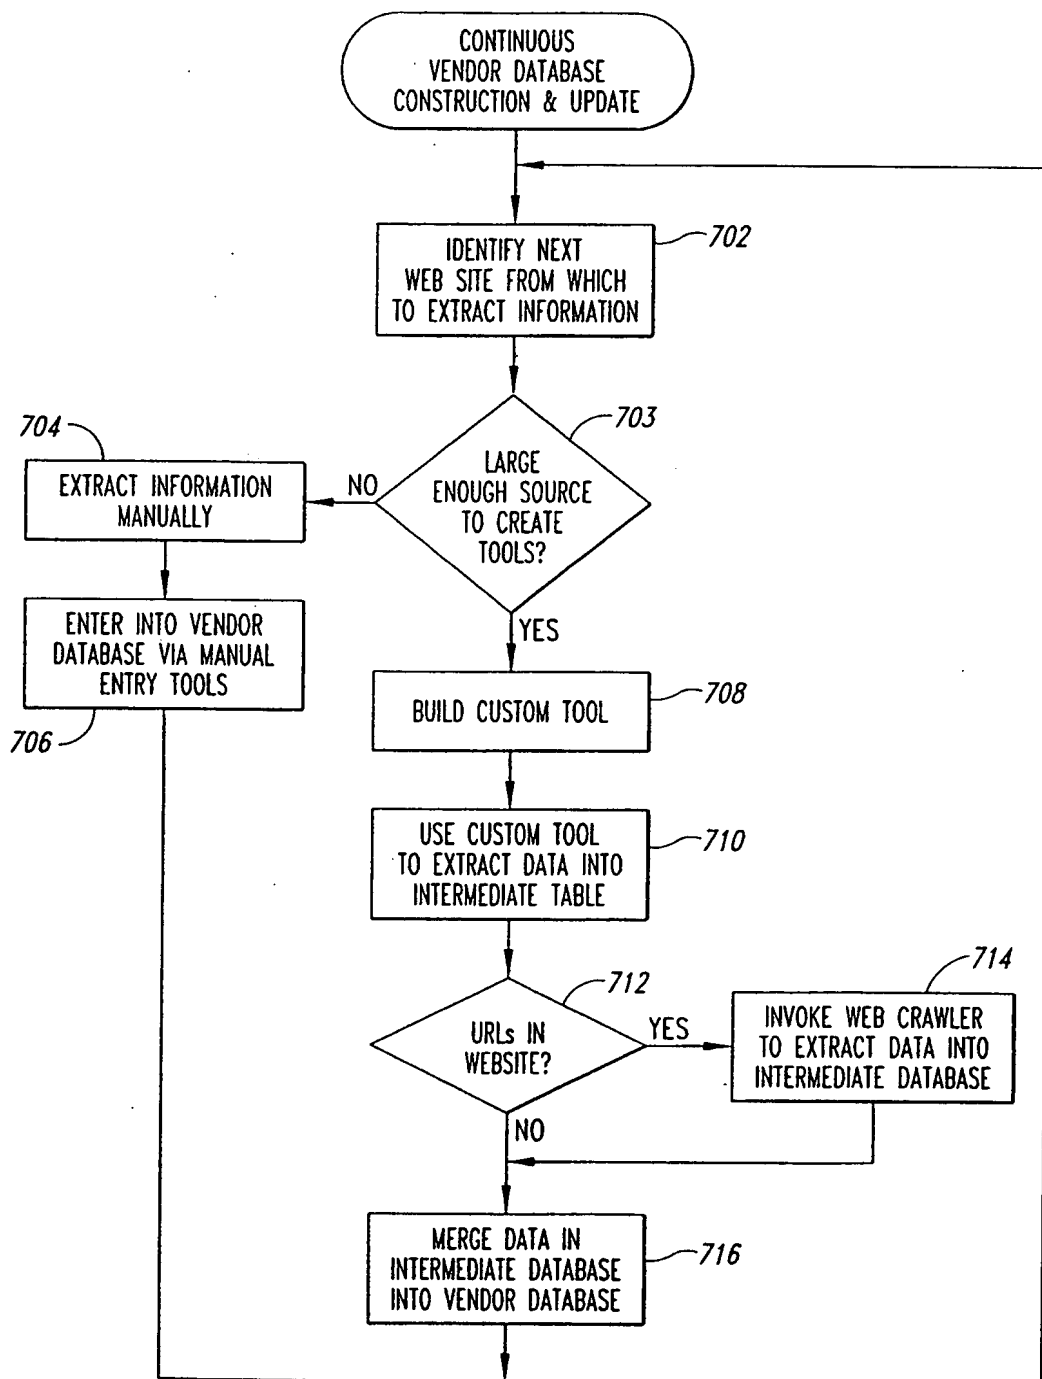 CONTINUOUS
VENDOR DATABASE
CONSTRUCTION & UPDATE
702
IDENTIFY NEXT
WEB SITE FROM WHICH
TO EXTRACT INFORMATION
703
LARGE
ENOUGH SOURCE
TO CREATE
TOOLS?
NO
704
EXTRACT INFORMATION
MANUALLY
ENTER INTO VENDOR
DATABASE VIA MANUAL
ENTRY TOOLS
706
YES
708
BUILD CUSTOM TOOL
710
USE CUSTOM TOOL
TO EXTRACT DATA INTO
INTERMEDIATE TABLE
712
URLs IN
WEBSITE?
YES
714
INVOKE WEB CRAWLER
TO EXTRACT DATA INTO
INTERMEDIATE DATABASE
NO
MERGE DATA IN
INTERMEDIATE DATABASE
INTO VENDOR DATABASE
716